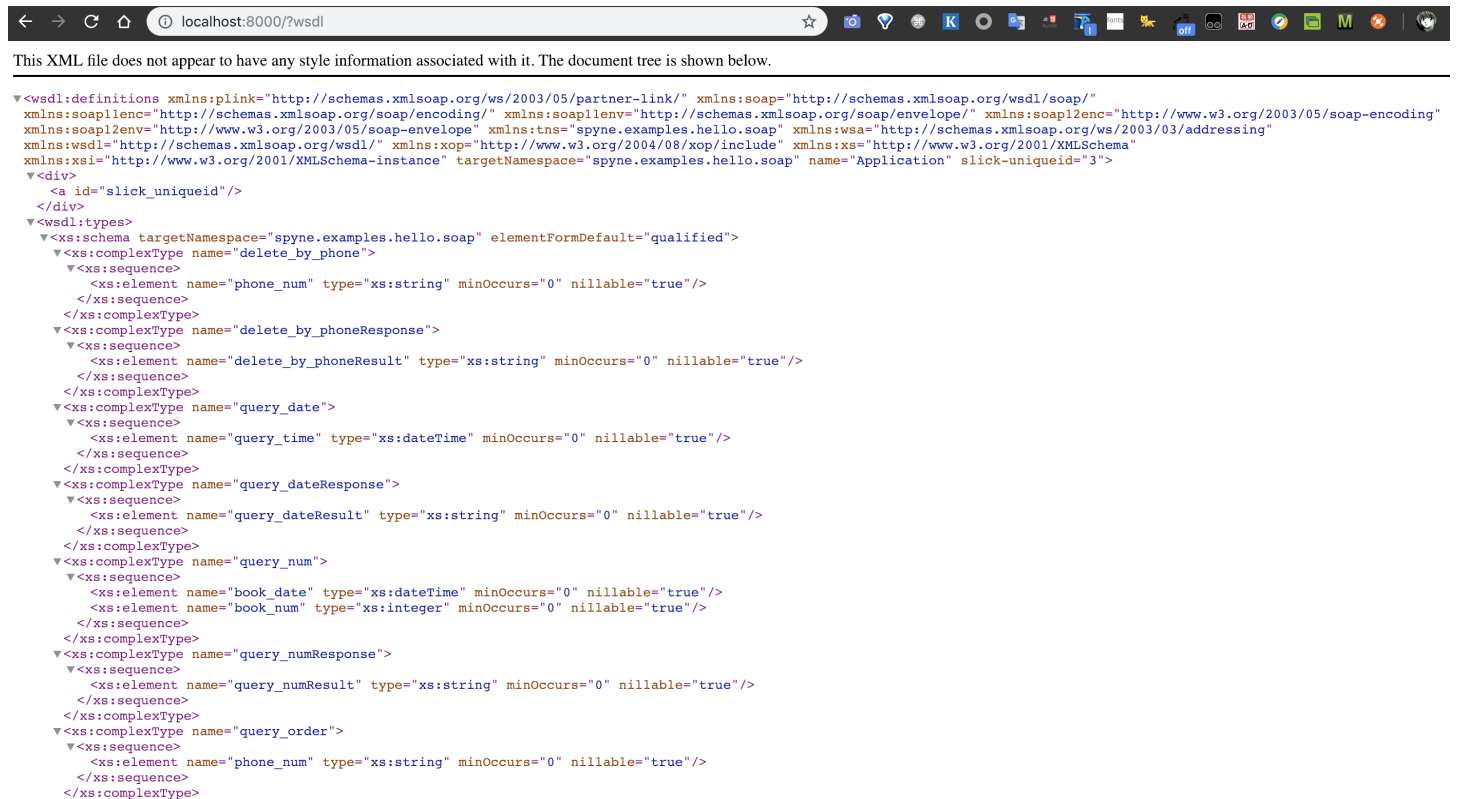 localhost:8000/?wsdl
K
fonts
1
off
M
This XML file does not appear to have any style information associated with it. The document tree is shown below.
▼<wsdl:definitions xmlns:plink="http://schemas.xmlsoap.org/ws/2003/05/partner-link/" xmlns:soap="http://schemas.xmlsoap.org/wsdl/soap/"
xmlns:soap11enc="http://schemas.xmlsoap.org/soap/encoding/" xmlns:soap11env="http://schemas.xmlsoap.org/soap/envelope/" xmlns:soap12enc="http://www.w3.org/2003/05/soap-encoding"
xmlns:soap12env="http://www.w3.org/2003/05/soap-envelope" xmlns:tns="spyne.examples.hello.soap" xmlns:wsa="http://schemas.xmlsoap.org/ws/2003/03/addressing"
xmlns:wsdl="http://schemas.xmlsoap.org/wsdl/" xmlns:xop="http://www.w3.org/2004/08/xop/include" xmlns:xs="http://www.w3.org/2001/XMLSchema"
xmlns:xsi="http://www.w3.org/2001/XMLSchema-instance" targetNamespace="spyne.examples.hello.soap" name="Application" slick-uniqueid="3">
▼<div>
<a id="slick_uniqueid"/>
</div>
▼<wsdl:types>
▼<xs:schema targetNamespace="spyne.examples.hello.soap" elementFormDefault="qualified">
▼<xs:complexType name="delete_by_phone">
▼<xs:sequence>
<xs:element name="phone_num" type="xs:string" minOccurs="0" nillable="true"/>
</xs:sequence>
</xs:complexType>
▼<xs:complexType name="delete_by_phoneResponse">
▼<xs:sequence>
<xs:element name="delete_by_phoneResult" type="xs:string" minOccurs="0" nillable="true"/>
</xs:sequence>
</xs:complexType>
▼<xs:complexType name="query_date">
▼<xs:sequence>
<xs:element name="query_time" type="xs:dateTime" minOccurs="0" nillable="true"/>
</xs:sequence>
</xs:complexType>
▼<xs:complexType name="query_dateResponse">
▼<xs:sequence>
<xs:element name="query_dateResult" type="xs:string" minOccurs="0" nillable="true"/>
</xs:sequence>
</xs:complexType>
▼<xs:complexType name="query_num">
▼<xs:sequence>
<xs:element name="book_date" type="xs:dateTime" minOccurs="0" nillable="true"/>
<xs:element name="book_num" type="xs:integer" minOccurs="0" nillable="true"/>
</xs:sequence>
</xs:complexType>
▼<xs:complexType name="query_numResponse">
▼<xs:sequence>
<xs:element name="query_numResult" type="xs:string" minOccurs="0" nillable="true"/>
</xs:sequence>
</xs:complexType>
▼<xs:complexType name="query_order">
▼<xs:sequence>
<xs:element name="phone_num" type="xs:string" minOccurs="0" nillable="true"/>
</xs:sequence>
</xs:complexType>